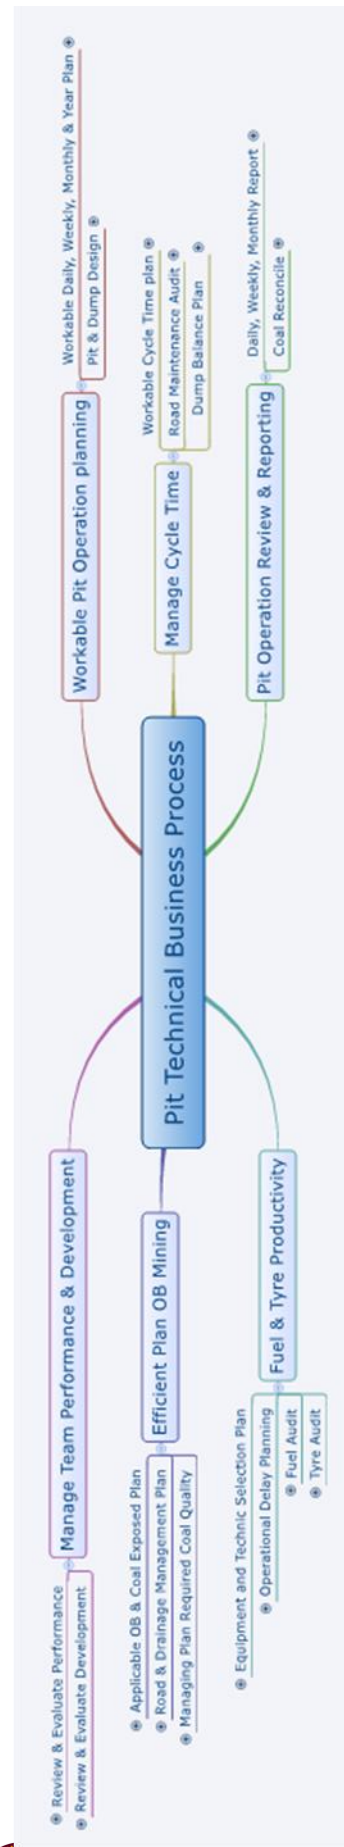 Pit Technical Business Process
Workable Pit Operation planning
Workable Daily, Weekly, Monthly & Year Plan
Pit & Dump Design
Manage Cycle Time
Workable Cycle Time plan
Road Maintenance Audit
Dump Balance Plan
Pit Operation Review & Reporting
Daily, Weekly, Monthly Report
Coal Reconcile
Manage Team Performance & Development
Review & Evaluate Performance
Review & Evaluate Development
Efficient Plan OB Mining
Applicable OB & Coal Exposed Plan
Road & Drainage Management Plan
Managing Plan Required Coal Quality
Fuel & Tyre Productivity
Equipment and Technic Selection Plan
Operational Delay Planning
Fuel Audit
Tyre Audit